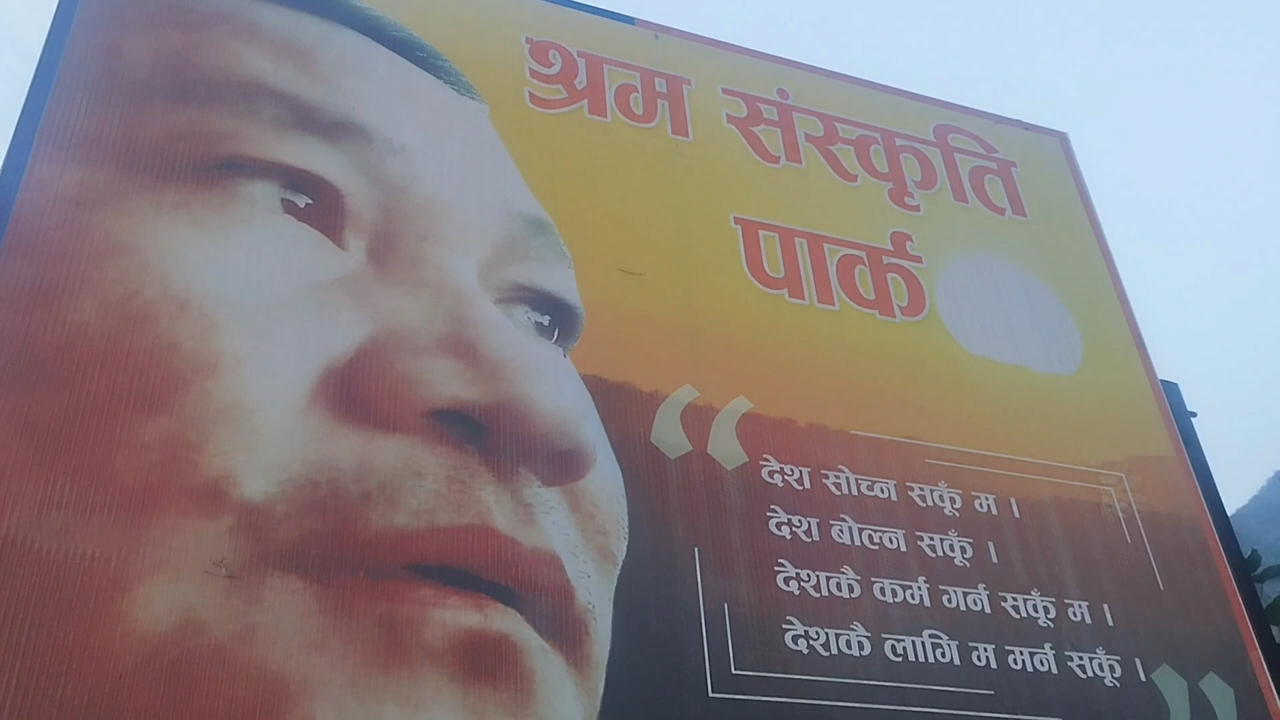 श्रम संस्कृति
पार्क
“
देश सोच्न सकूँ म ।
देश बोल्न सकूँ ।
देशकै कर्म गर्न सकूँ म ।
देशकै लागि म मर्न सकूँ ।
”